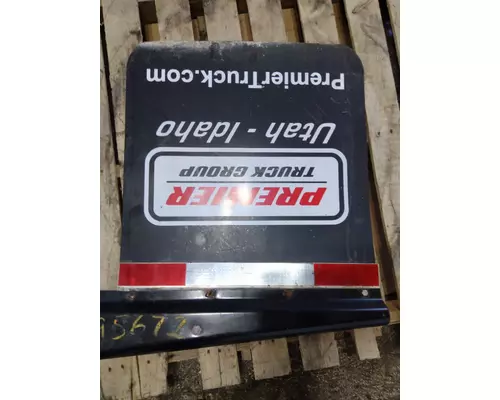 PREMIER
TRUCK GROUP
Utah - Idaho
PremierTruck.com